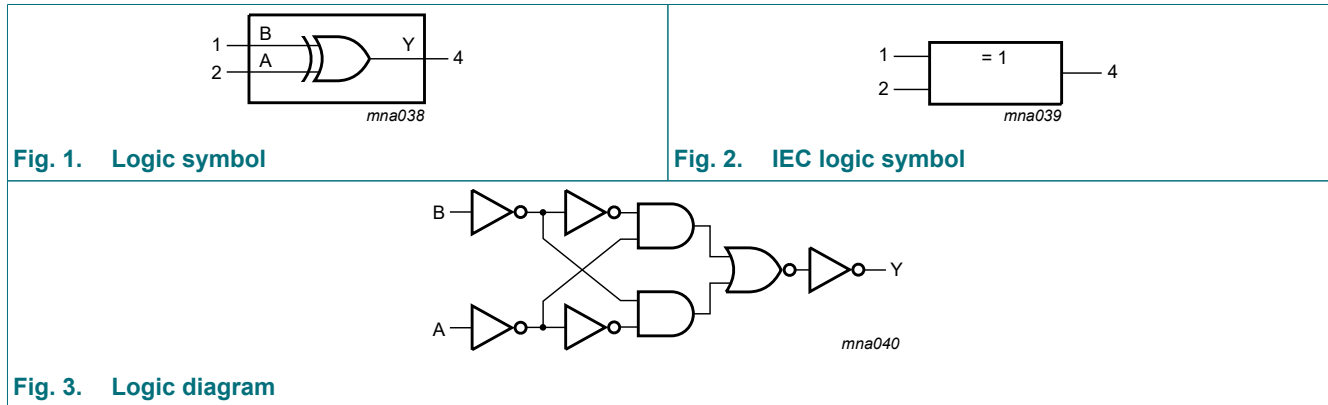 1
B
Y
4
2
A
mna038
Fig. 1. Logic symbol
1
= 1
4
2
mna039
Fig. 2. IEC logic symbol
B
Y
A
mna040
Fig. 3. Logic diagram